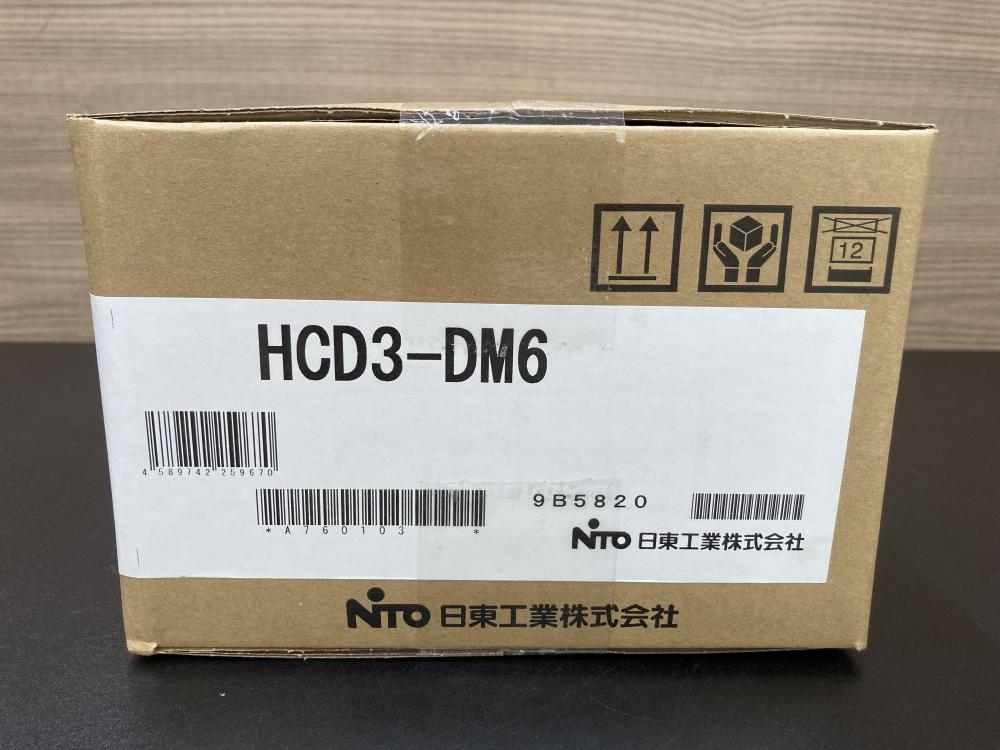 12
HCD3-DM6
4 589742 259670
*A760103 *
9B5820
NITO 日東工業株式会社
NITO 日東工業株式会社